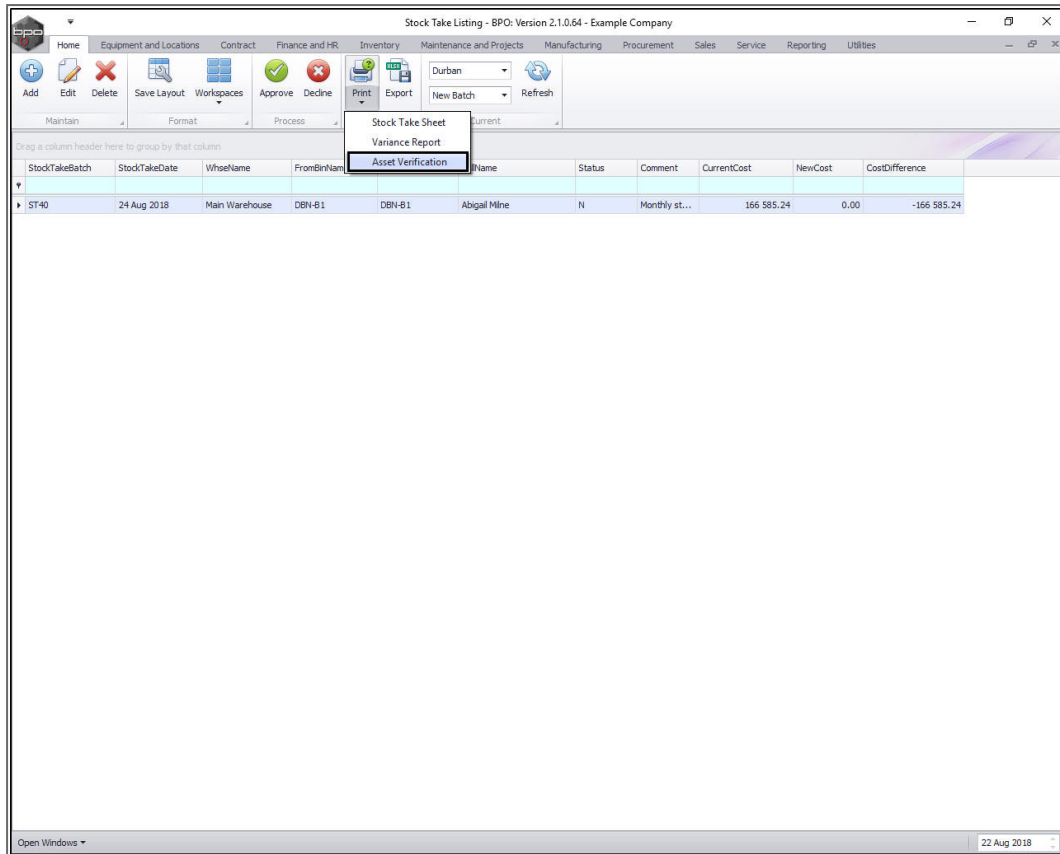 Stock Take Listing - BPO: Version 2.1.0.64 - Example Company
bpo
Home Equipment and Locations Contract Finance and HR Inventory Maintenance and Projects Manufacturing Procurement Sales Service Reporting Utilities
Add Edit Delete Save Layout Workspaces Approve Decline Print Export Durban New Batch Refresh
Maintain Format Process Current
Stock Take Sheet
Variance Report
Asset Verification
Drag a column header here to group by that column
StockTakeBatch StockTakeDate WhseName FromBinNam Name Status Comment CurrentCost NewCost CostDifference
ST40 24 Aug 2018 Main Warehouse DBN-B1 DBN-B1 Abigail Milne N Monthly st... 166 585.24 0.00 -166 585.24
Open Windows 22 Aug 2018